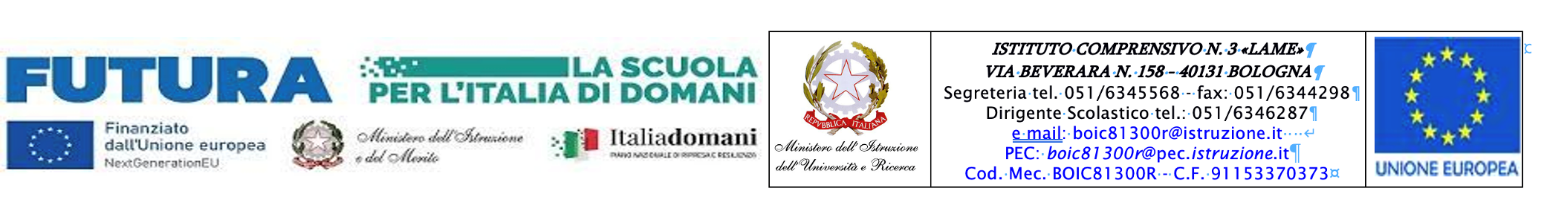 FUTURA
LA SCUOLA
PER L'ITALIA DI DOMANI
Finanziato
dall'Unione europea
NextGenerationEU
Ministero dell'Istruzione
e del Merito
Italiadomani
PIANO NAZIONALE DI RIPRESA E RESILIENZA
REPVBBLICA ITALIANA
Ministero dell'Istruzione
dell'Università e Ricerca
ISTITUTO COMPRENSIVO N. 3 «LAME»
VIA BEVERARA N. 158 – 40131 BOLOGNA
Segreteria tel. 051/6345568 - fax: 051/6344298
Dirigente Scolastico tel.: 051/6346287
e mail: boic81300r@istruzione.it
PEC: boic81300r@pec.istruzione.it
Cod. Mec. BOIC81300R - C.F. 91153370373
UNIONE EUROPEA